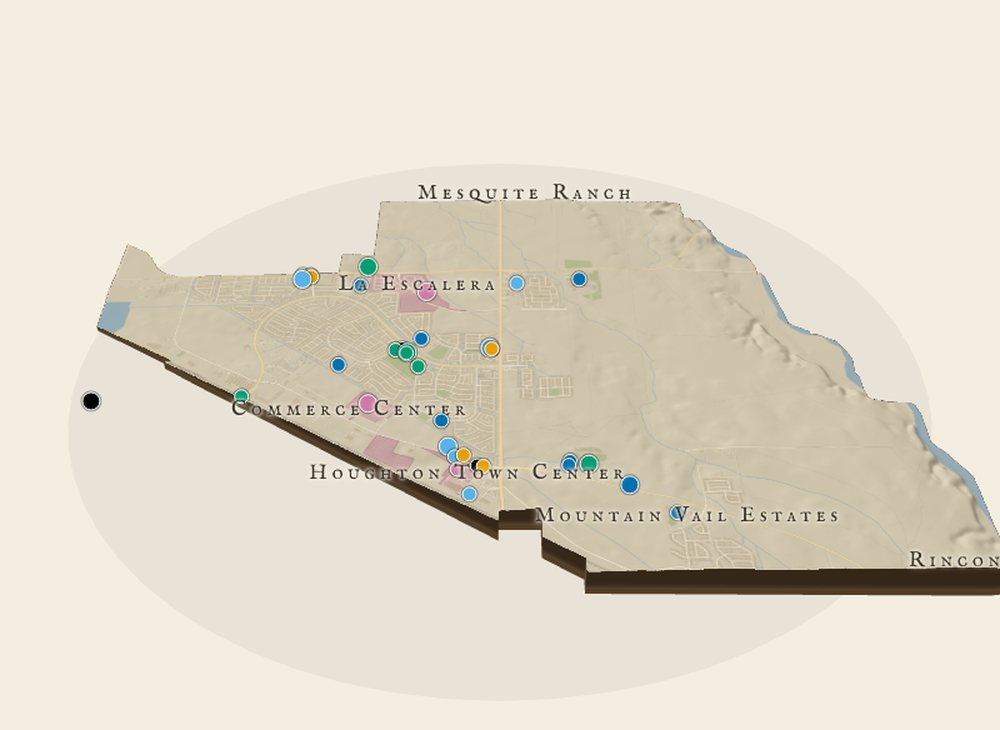 Mesquite Ranch
La Escalera
Commerce Center
Houghton Town Center
Mountain Vail Estates
Rincon